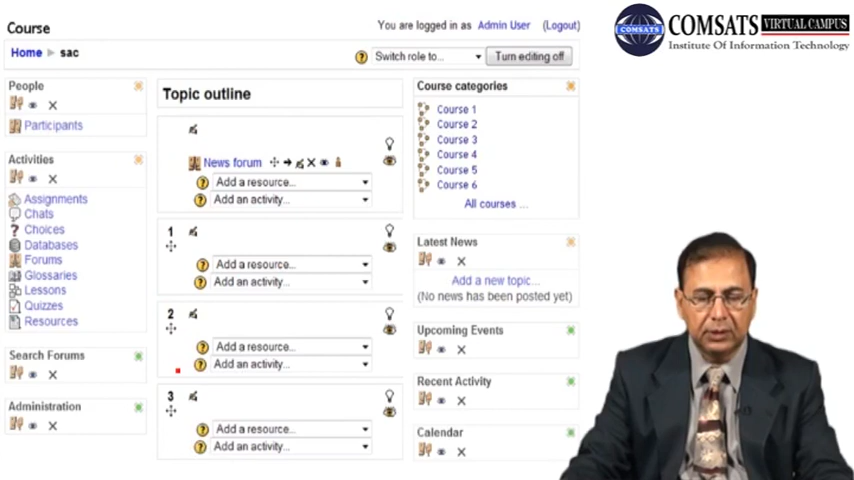 Course
You are logged in as Admin User (Logout)
Home ► sac
Switch role to...
Turn editing off
COMSATS VIRTUAL CAMPUS
Institute Of Information Technology
COMSATS
People
Participants
Activities
Assignments
Chats
Choices
Databases
Forums
Glossaries
Lessons
Quizzes
Resources
Search Forums
Administration
Topic outline
News forum
Add a resource...
Add an activity...
1
Add a resource...
Add an activity...
2
Add a resource...
Add an activity...
3
Add a resource...
Add an activity...
Course categories
Course 1
Course 2
Course 3
Course 4
Course 5
Course 6
All courses ...
Latest News
Add a new topic...
(No news has been posted yet)
Upcoming Events
Recent Activity
Calendar